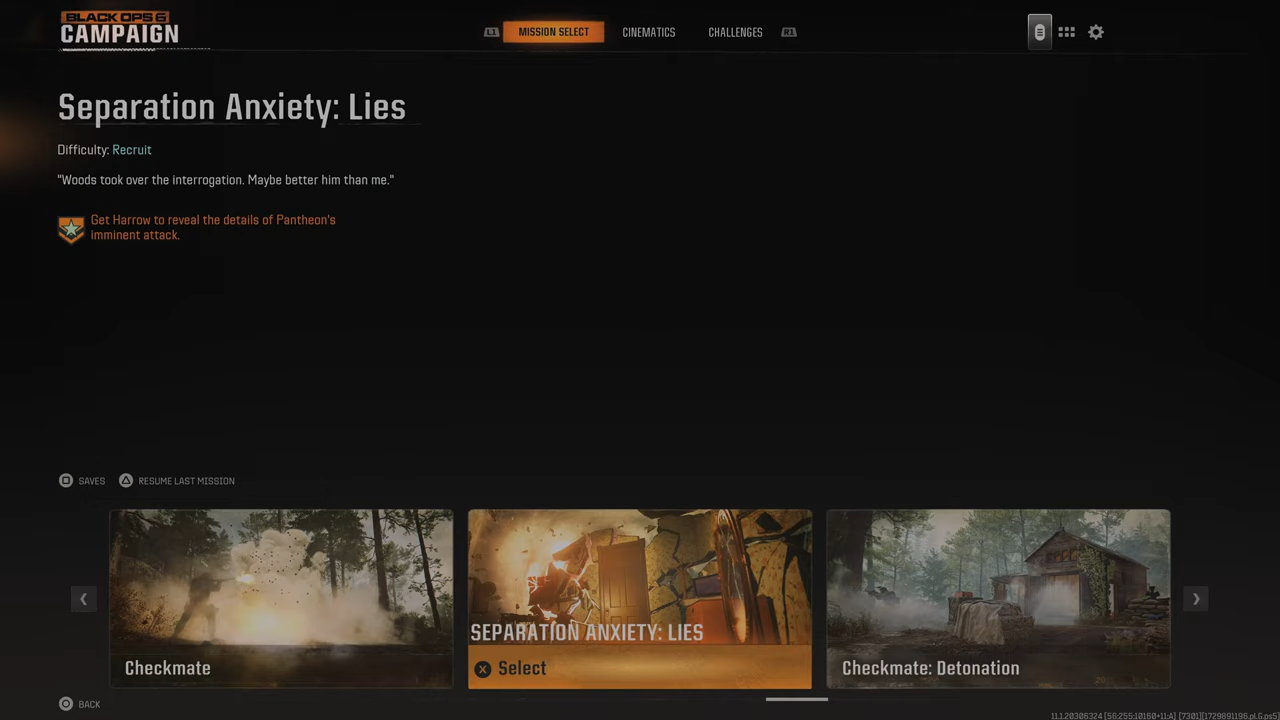 BLACK OPS 6
CAMPAIGN
L1
MISSION SELECT
CINEMATICS
CHALLENGES
R1
Separation Anxiety: Lies
Difficulty: Recruit
"Woods took over the interrogation. Maybe better him than me."
Get Harrow to reveal the details of Pantheon's
imminent attack.
SAVES
RESUME LAST MISSION
Checkmate
SEPARATION ANXIETY: LIES
Select
Checkmate: Detonation
BACK